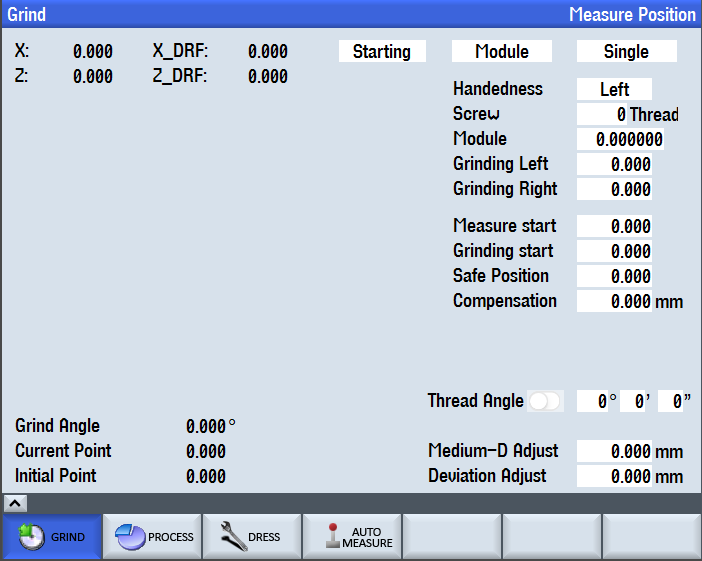 Grind Measure Position
X: 0.000 X_DRF: 0.000 Starting Module Single
Z: 0.000 Z_DRF: 0.000
Handedness Left
Screw 0 Thread
Module 0.000000
Grinding Left 0.000
Grinding Right 0.000
Measure start 0.000
Grinding start 0.000
Safe Position 0.000
Compensation 0.000 mm
Thread Angle 0° 0' 0"
Grind Angle 0.000°
Current Point 0.000 Medium-D Adjust 0.000 mm
Initial Point 0.000 Deviation Adjust 0.000 mm
GRIND PROCESS DRESS AUTO MEASURE